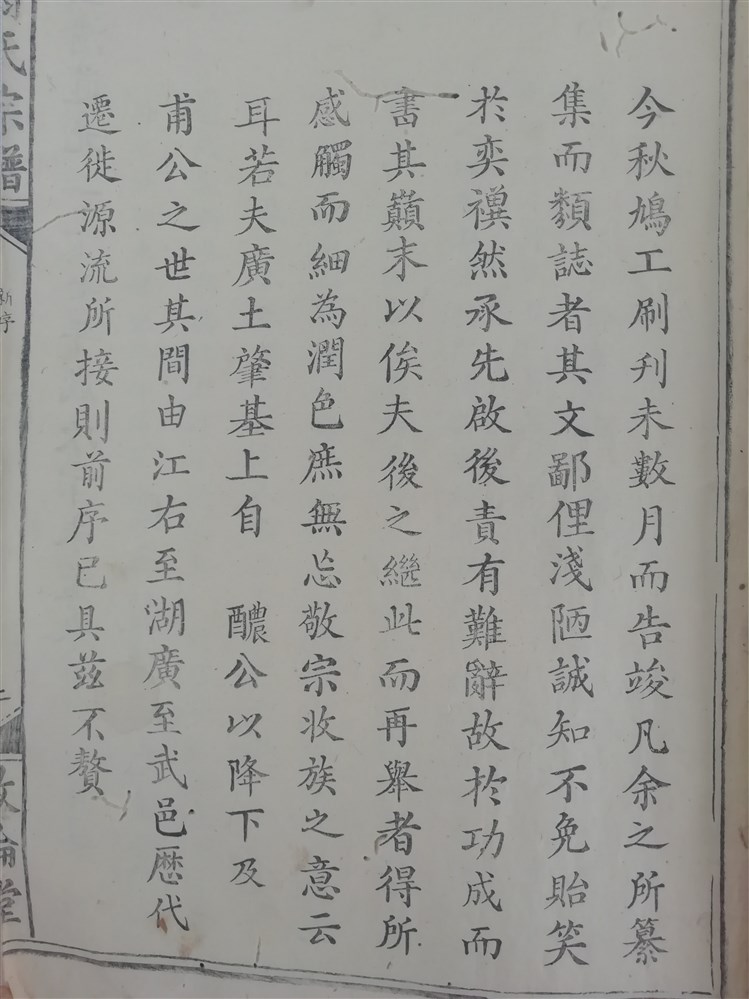 今秋鳩工刷刋未數月而告竣凡余之所纂
集而類誌者其文鄙俚淺陋誠知不免貽笑
於奕禩然承先啟後責有難辭故於功成而
書其巔末以俟夫後之繼此而再舉者得所
感觸而細為潤色庶無忘敬宗收族之意云
耳若夫廣土肇基上自　醲公以降下及
甫公之世其間由江右至湖廣至武邑歴代
遷徙源流所接則前序已具茲不贅
氏宗譜
新序
敦倫堂